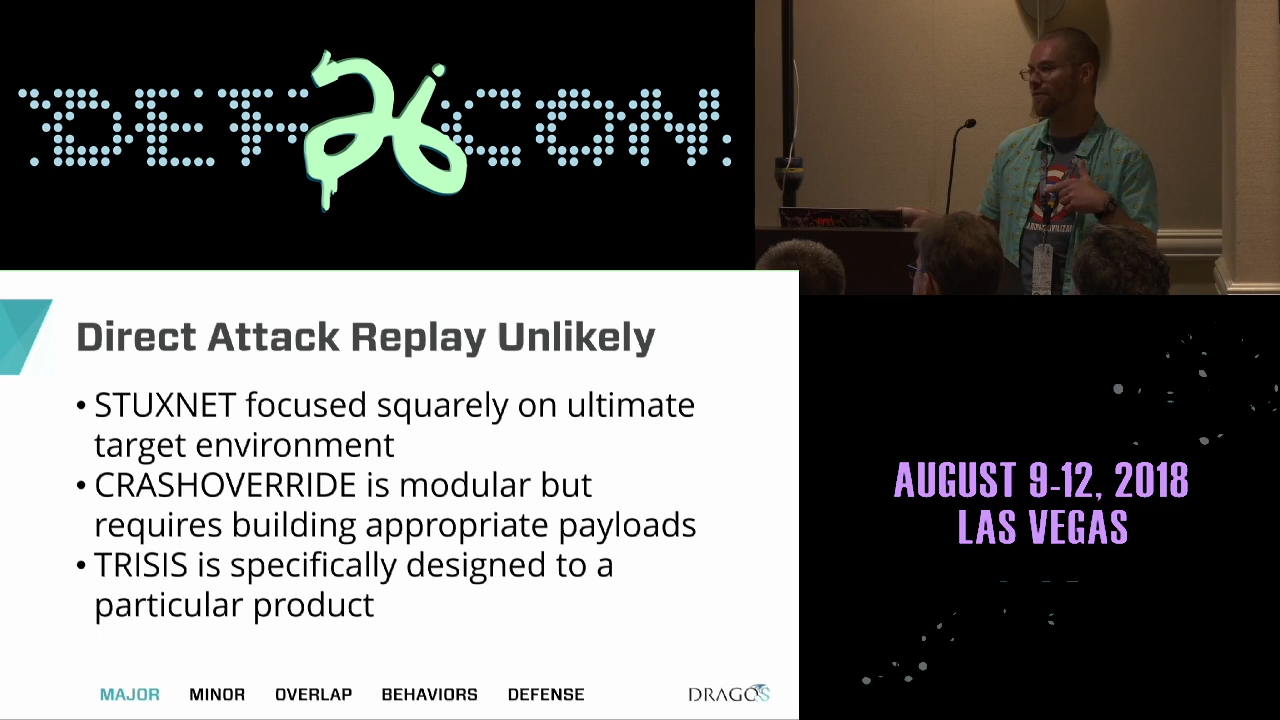 DEF 26 CON
Direct Attack Replay Unlikely
• STUXNET focused squarely on ultimate
target environment
• CRASHOVERRIDE is modular but
requires building appropriate payloads
• TRISIS is specifically designed to a
particular product
MAJOR MINOR OVERLAP BEHAVIORS DEFENSE DRAGOS
AUGUST 9-12, 2018
LAS VEGAS